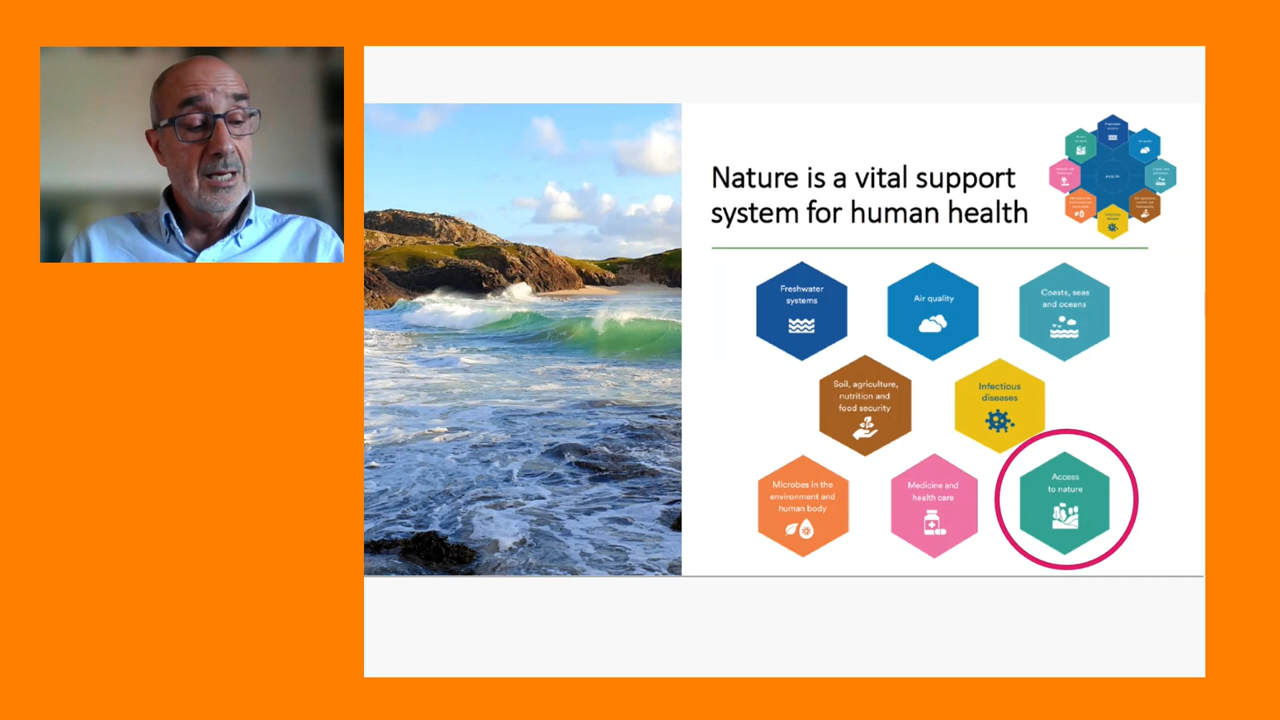 Nature is a vital support
system for human health
Freshwater
systems
Air quality
Coasts, seas
and oceans
Soil, agriculture,
nutrition and
food security
Infectious
diseases
Microbes in the
environment and
human body
Medicine and
health care
Access
to nature